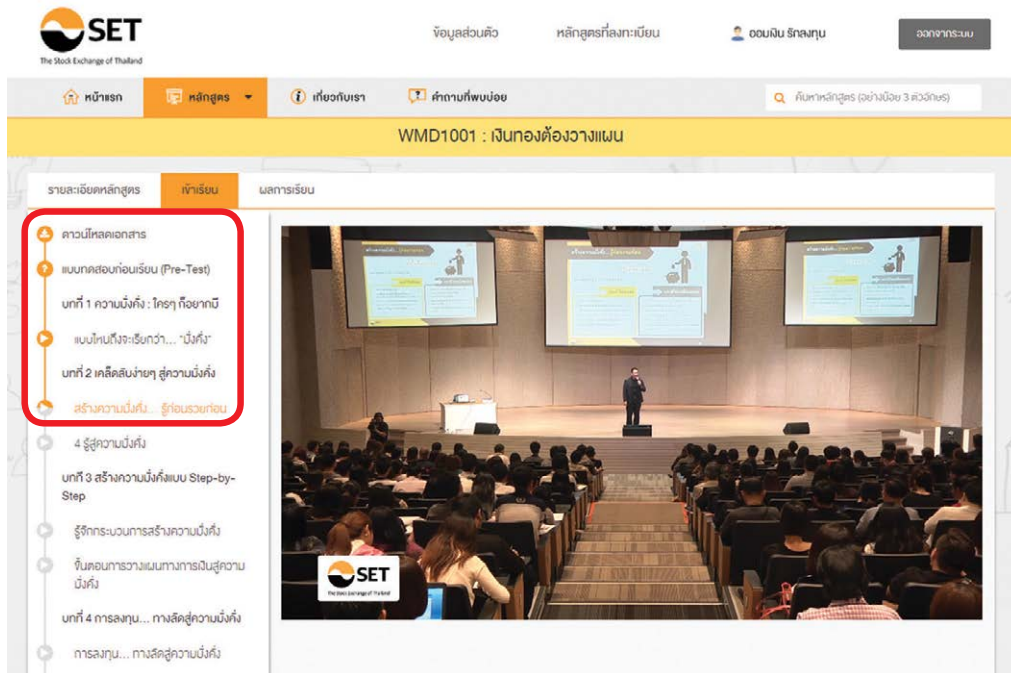 SET
The Stock Exchange of Thailand
ข้อมูลส่วนตัว
หลักสูตรที่ลงทะเบียน
ออมเงิน รักลงทุน
ออกจากระบบ
หน้าแรก
หลักสูตร
เกี่ยวกับเรา
คำถามที่พบบ่อย
ค้นหาหลักสูตร (อย่างน้อย 3 ตัวอักษร)
WMD1001 : เงินทองต้องวางแผน
รายละเอียดหลักสูตร
เข้าเรียน
ผลการเรียน
ดาวน์โหลดเอกสาร
แบบทดสอบก่อนเรียน (Pre-Test)
บทที่ 1 ความมั่งคั่ง : ใครๆ ก็อยากมี
แบบไหนถึงจะเรียกว่า... "มั่งคั่ง"
บทที่ 2 เคล็ดลับง่ายๆ สู่ความมั่งคั่ง
สร้างความมั่งคั่ง... รู้ก่อนรวยก่อน
4 รู้สู่ความมั่งคั่ง
บทที่ 3 สร้างความมั่งคั่งแบบ Step-by-
Step
รู้จักกระบวนการสร้างความมั่งคั่ง
ขั้นตอนการวางแผนทางการเงินสู่ความ
มั่งคั่ง
บทที่ 4 การลงทุน... ทางลัดสู่ความมั่งคั่ง
การลงทุน... ทางลัดสู่ความมั่งคั่ง
SET
The Stock Exchange of Thailand